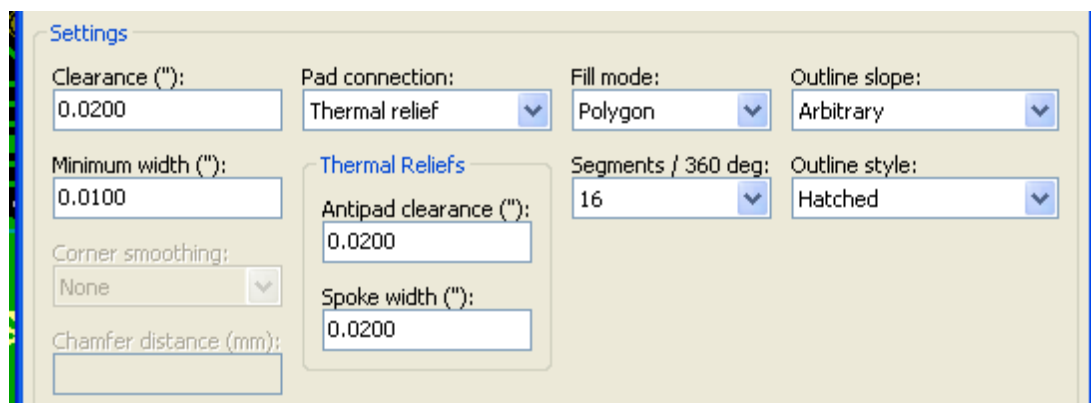 Settings
Clearance ("): Pad connection: Fill mode: Outline slope:
0.0200 Thermal relief Polygon Arbitrary
Minimum width ("): Thermal Reliefs Segments / 360 deg: Outline style:
0.0100 16 Hatched
Antipad clearance ("):
0.0200
Corner smoothing:
None
Spoke width ("):
0.0200
Chamfer distance (mm):